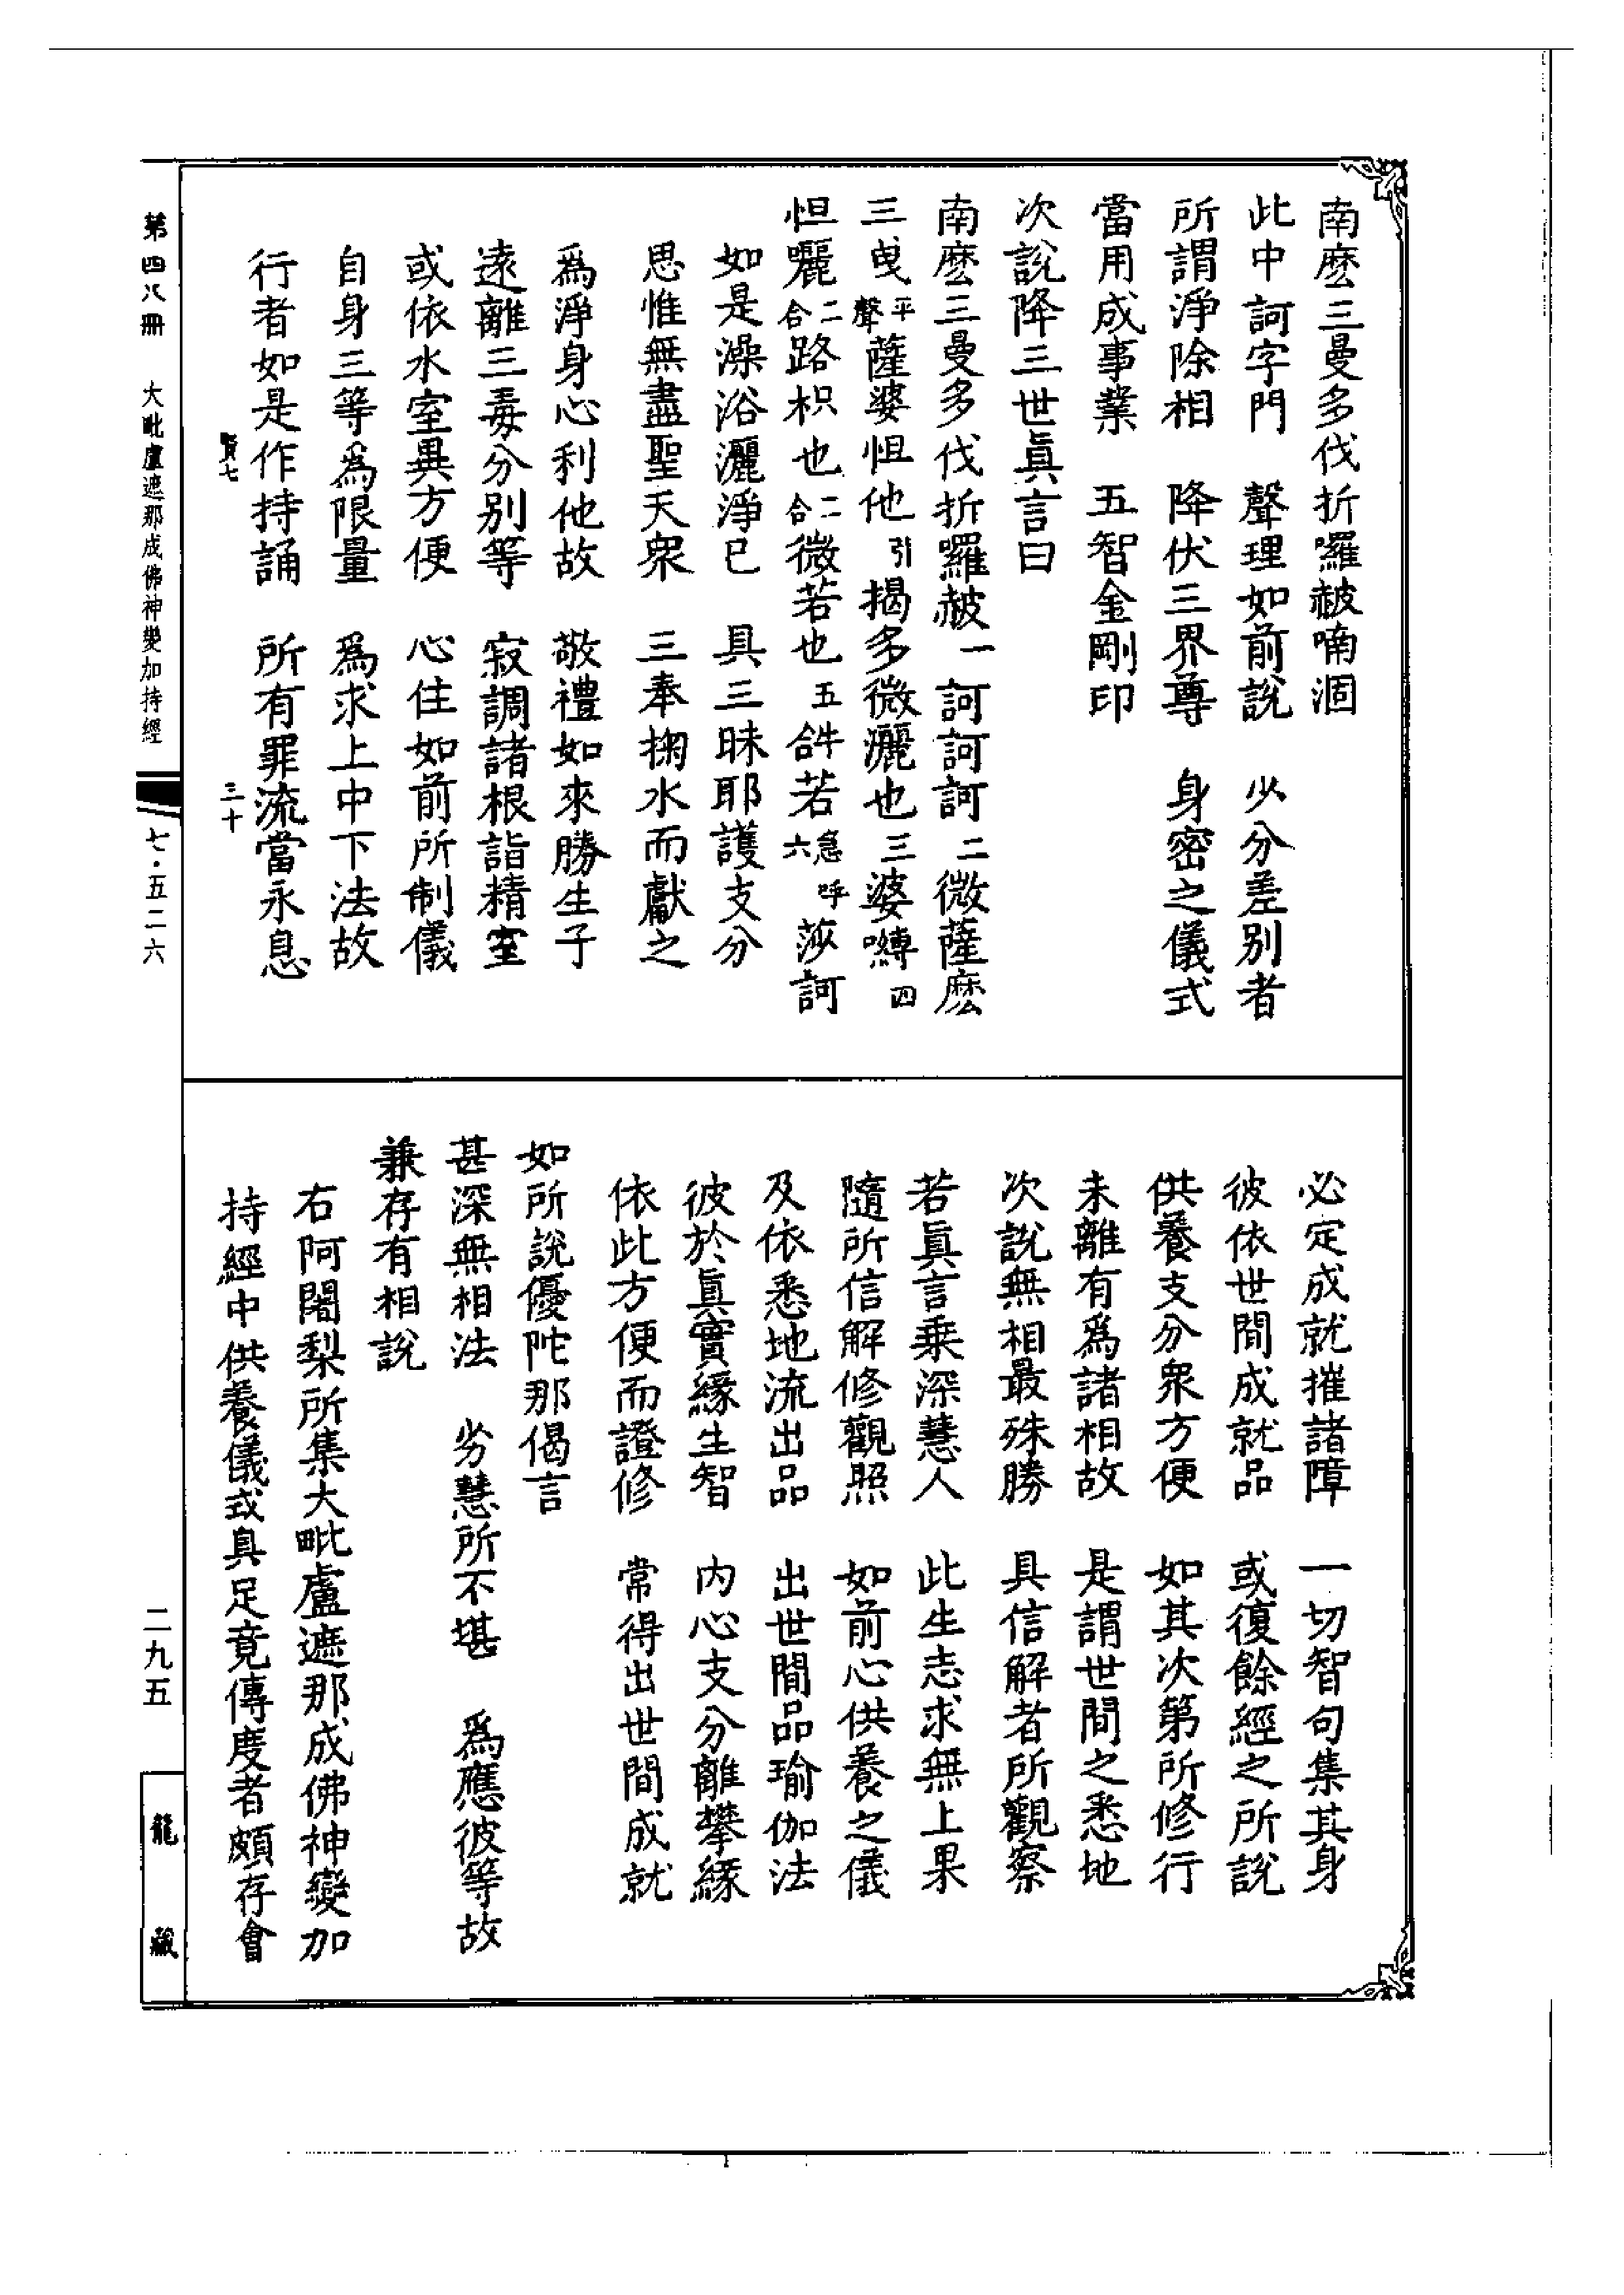 南麽三曼多伐折囉赧喃涸
此中訶字門　聲理如前說　少分差別者
所謂淨除相　降伏三界尊　身密之儀式
當用成事業　五智金剛印
次說降三世眞言曰
南麽三曼多伐折囉赧一訶訶訶二微薩麽
三曳平聲薩婆怛他引揭多微灑也三婆嚩四
怛囇二合路枳也二合微若也五𤙖若急呼六莎訶
如是澡浴灑淨已　具三昧耶護支分
思惟無盡聖天衆　三奉掬水而獻之
爲淨身心利他故　敬禮如來勝生子
遠離三毒分別等　寂調諸根詣精室
或依水室異方便　心住如前所制儀
自身三等爲限量　爲求上中下法故
行者如是作持誦　所有罪流當永息
賢七　三十
必定成就摧諸障　一切智句集其身
彼依世間成就品　或復餘經之所說
供養支分衆方便　如其次第所修行
未離有爲諸相故　是謂世間之悉地
次說無相最殊勝　具信解者所觀察
若眞言乗深慧人　此生志求無上果
隨所信解修觀照　如前心供養之儀
及依悉地流出品　出世間品瑜伽法
彼於眞實緣生智　内心支分離攀緣
依此方便而證修　常得出世間成就
如所說優陀那偈言
甚深無相法　劣慧所不堪　爲應彼等故
兼存有相說
右阿闍梨所集大毗盧遮那成佛神變加
持經中供養儀式具足竟傳度者頗存會
第四八冊　大毗盧遮那成佛神變加持經
七·五二六
二九五
龍藏